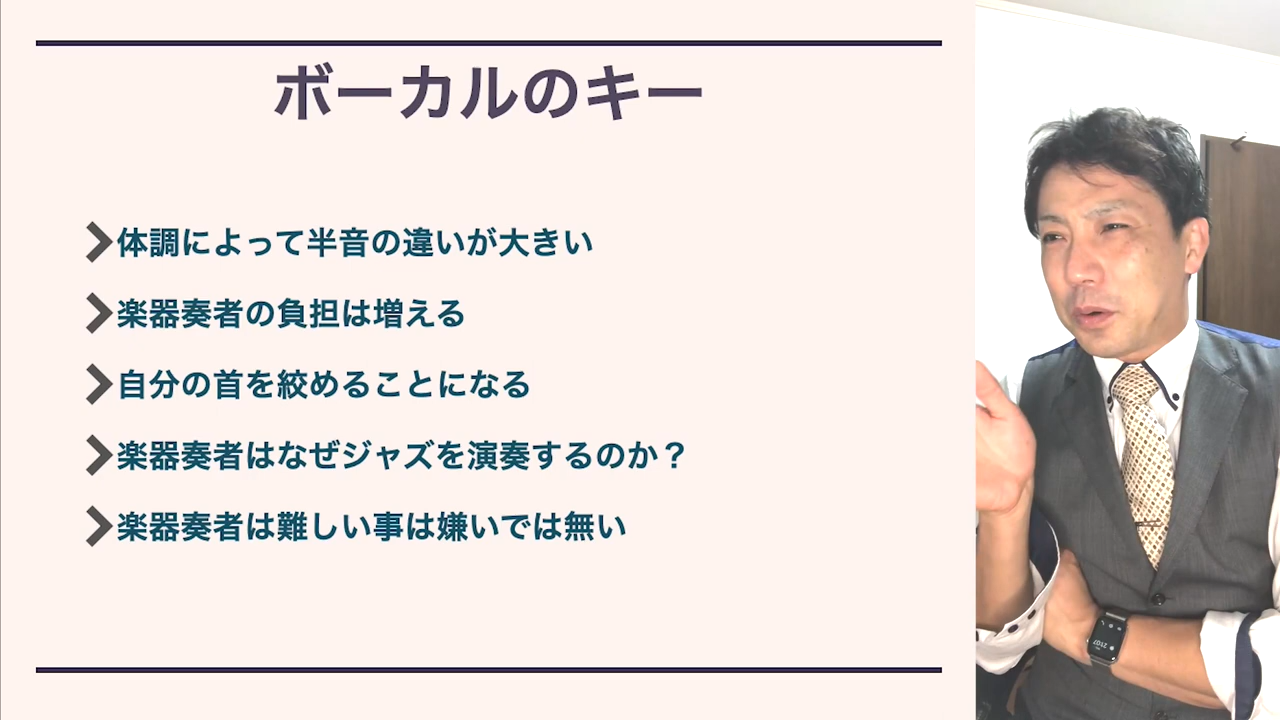 ボーカルのキー
体調によって半音の違いが大きい
楽器奏者の負担は増える
自分の首を絞めることになる
楽器奏者はなぜジャズを演奏するのか？
楽器奏者は難しい事は嫌いでは無い